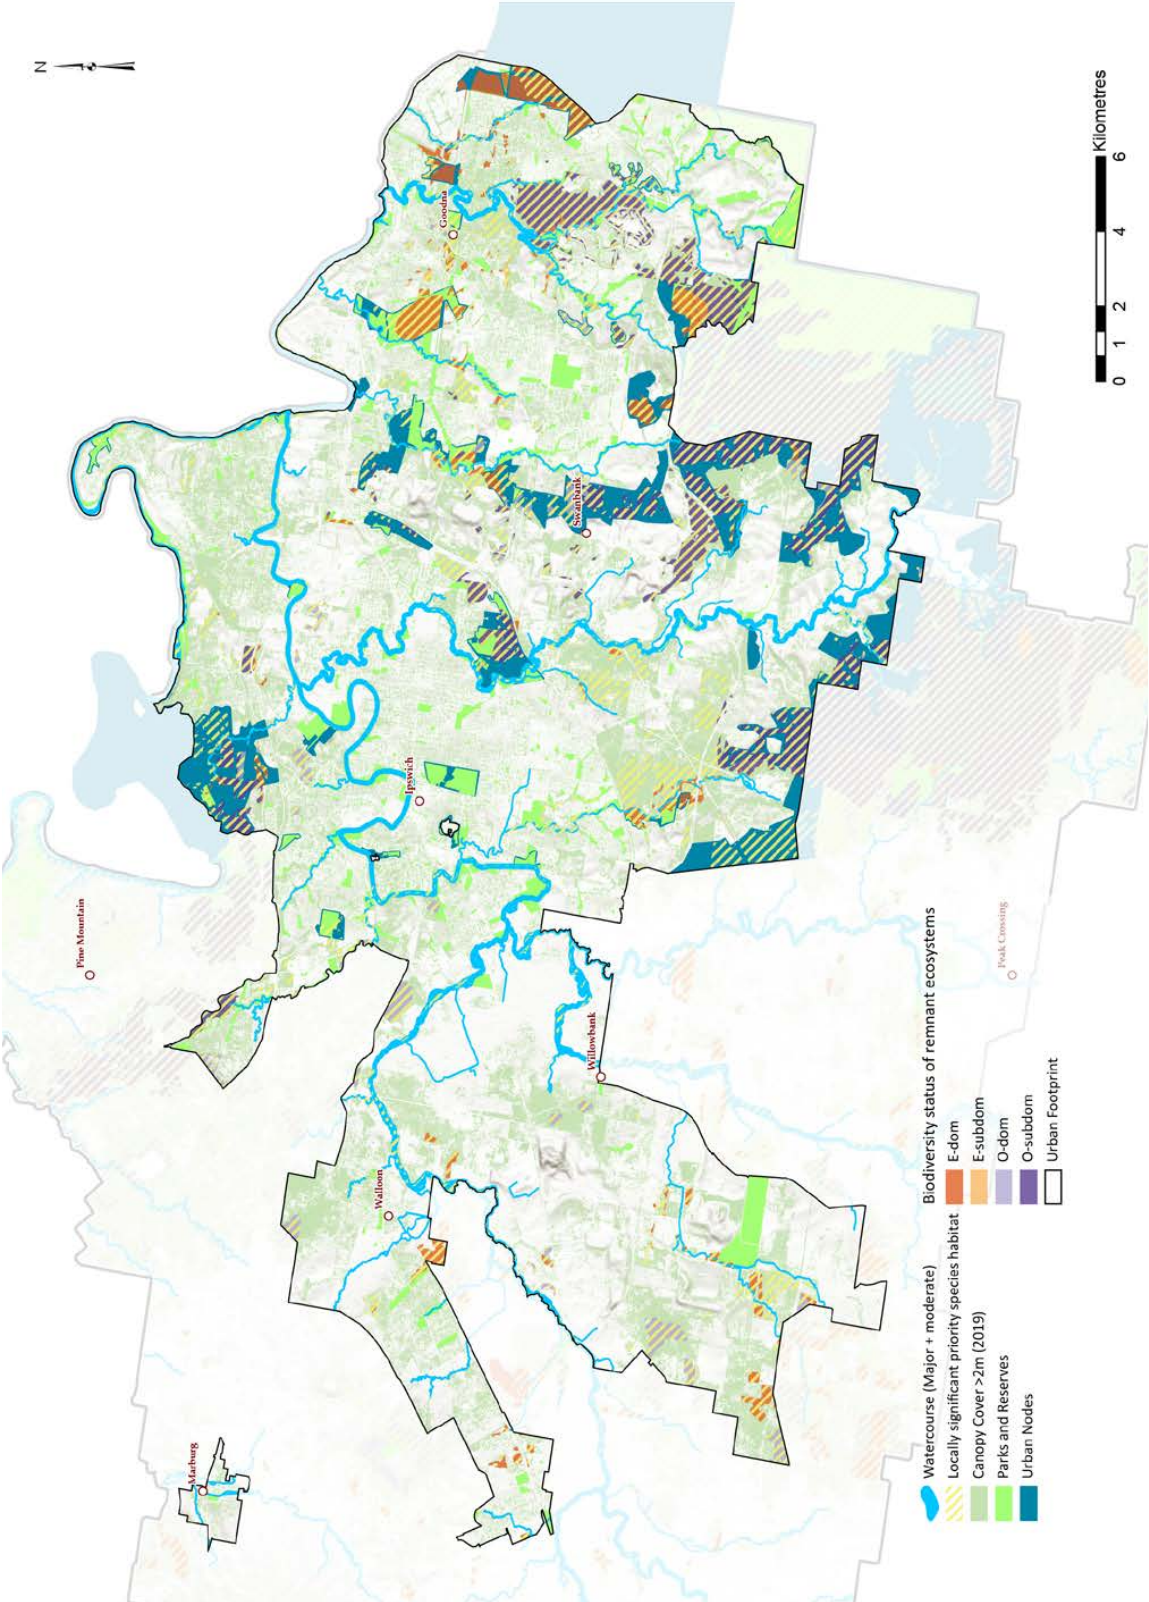 N
Pine Mountain
Marburg
Walloon
Ipswich
Goodna
Swanbank
Willowbank
Peak Crossing
Watercourse (Major + moderate)
Locally significant priority species habitat
Canopy Cover >2m (2019)
Parks and Reserves
Urban Nodes
Biodiversity status of remnant ecosystems
E-dom
E-subdom
O-dom
O-subdom
Urban Footprint
0 1 2 4 6
Kilometres